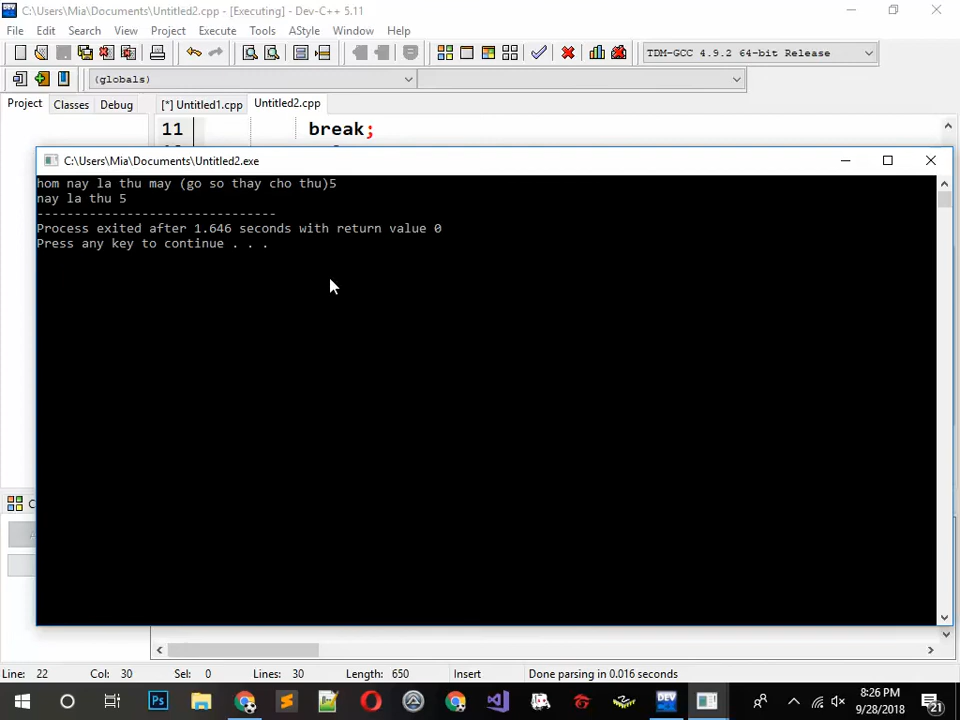 C:\Users\Mia\Documents\Untitled2.cpp - [Executing] - Dev-C++ 5.11
File Edit Search View Project Execute Tools AStyle Window Help
TDM-GCC 4.9.2 64-bit Release
(globals)
Project Classes Debug [*] Untitled1.cpp Untitled2.cpp
11 break;
C:\Users\Mia\Documents\Untitled2.exe
hom nay la thu may (go so thay cho thu)5
nay la thu 5
--------------------------------
Process exited after 1.646 seconds with return value 0
Press any key to continue . . .
Line: 22 Col: 30 Sel: 0 Lines: 30 Length: 650 Insert Done parsing in 0.016 seconds
DEV
Ps
8:26 PM
9/28/2018
21